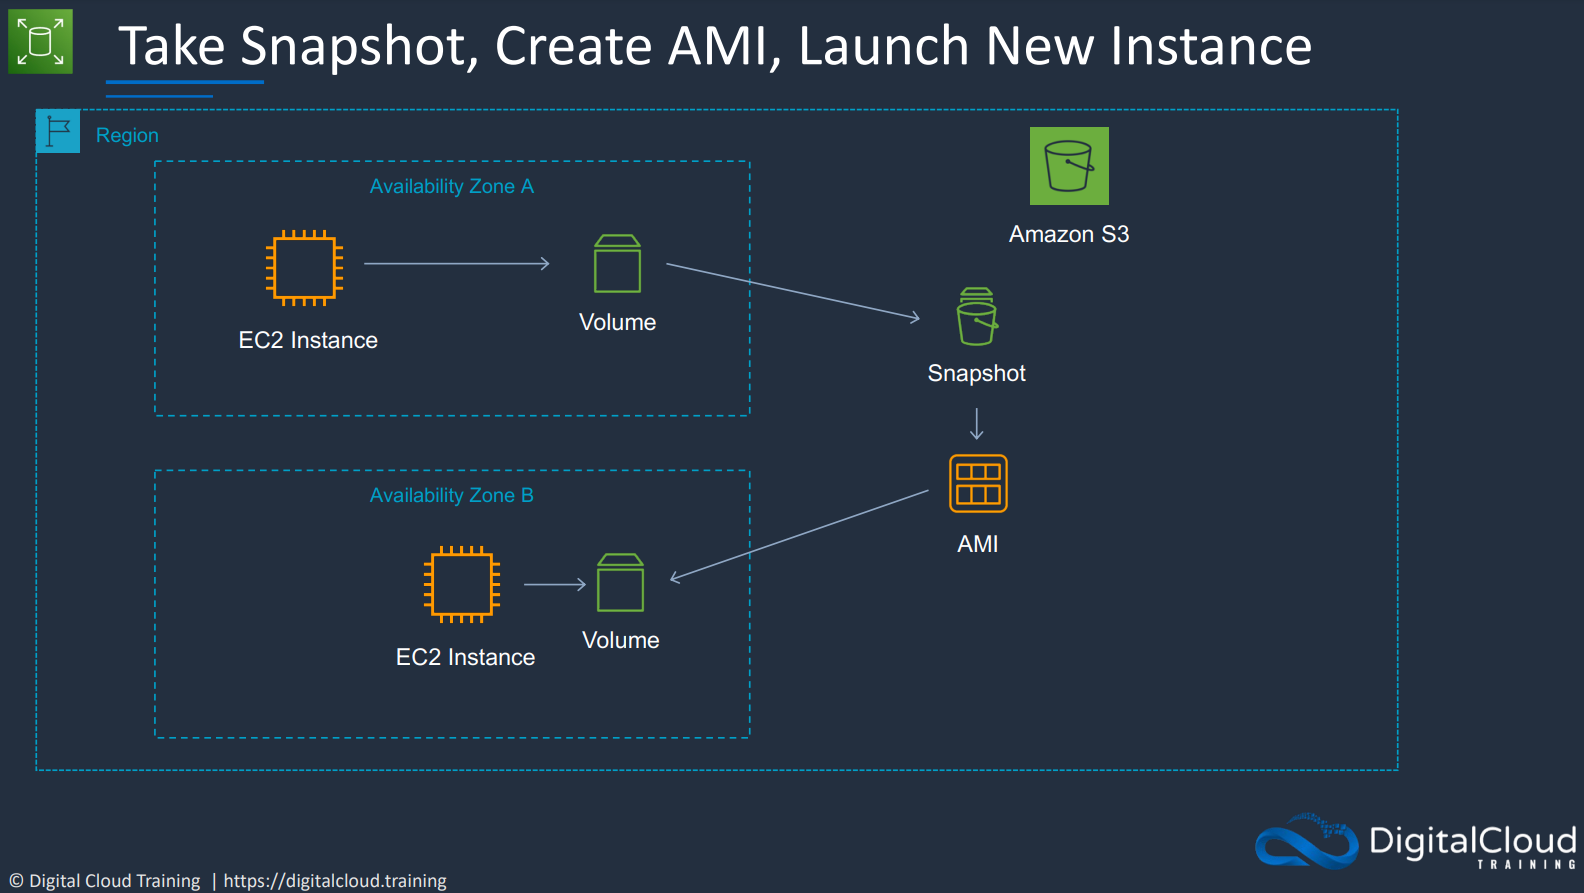 Take Snapshot, Create AMI, Launch New Instance
Region
Availability Zone A
Amazon S3
EC2 Instance
Volume
Snapshot
Availability Zone B
AMI
EC2 Instance
Volume
DigitalCloud
TRAINING
© Digital Cloud Training | https://digitalcloud.training